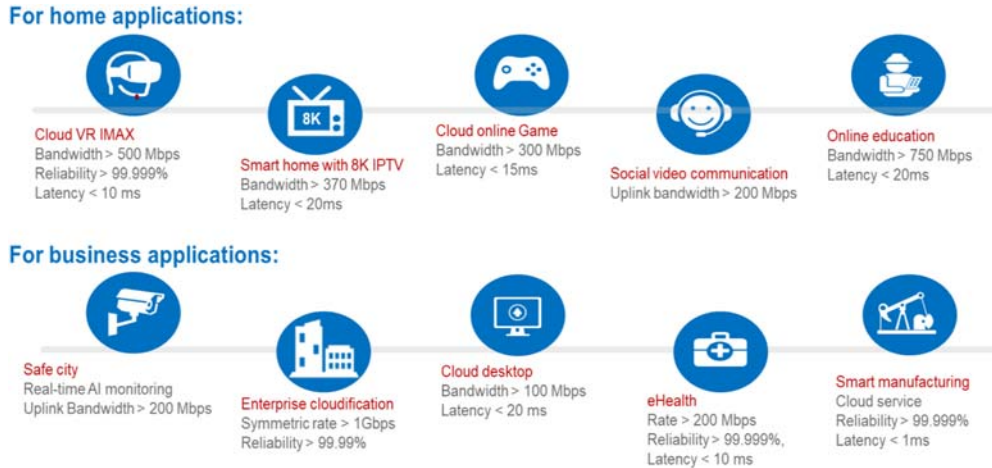 For home applications:
8K
Cloud VR IMAX
Bandwidth > 500 Mbps
Reliability > 99.999%
Latency < 10 ms
Smart home with 8K IPTV
Bandwidth > 370 Mbps
Latency < 20ms
Cloud online Game
Bandwidth > 300 Mbps
Latency < 15ms
Social video communication
Uplink bandwidth > 200 Mbps
Online education
Bandwidth > 750 Mbps
Latency < 20ms
For business applications:
Safe city
Real-time AI monitoring
Uplink Bandwidth > 200 Mbps
Enterprise cloudification
Symmetric rate > 1Gbps
Reliability > 99.99%
Cloud desktop
Bandwidth > 100 Mbps
Latency < 20 ms
eHealth
Rate > 200 Mbps
Reliability > 99.999%,
Latency < 10 ms
Smart manufacturing
Cloud service
Reliability > 99.999%
Latency < 1ms